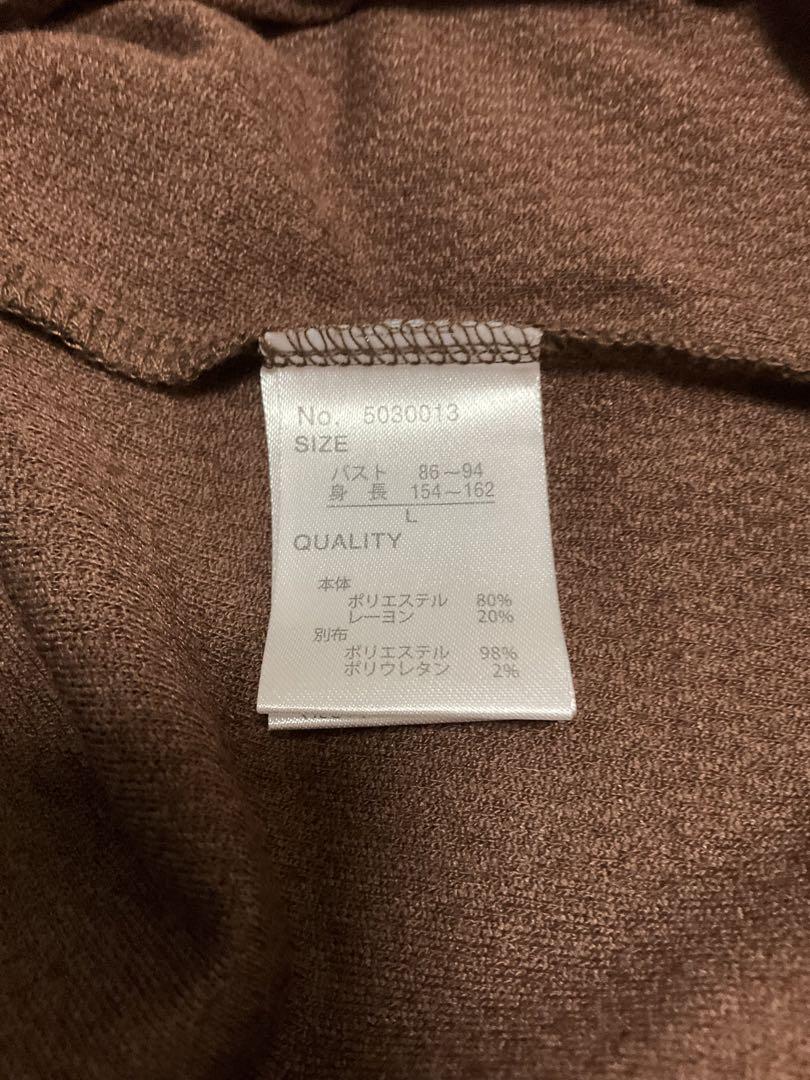 No. 5030013
SIZE
バスト 86～94
身 長 154～162
L
QUALITY
本体
ポリエステル 80%
レーヨン 20%
別布
ポリエステル 98%
ポリウレタン 2%